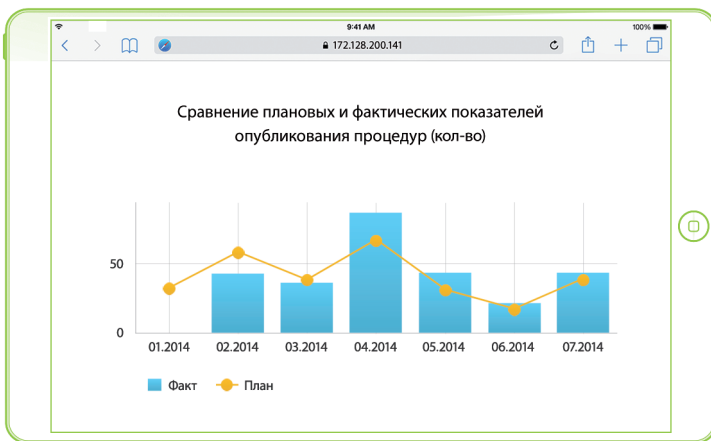 9:41 AM
100%
172.128.200.141
Сравнение плановых и фактических показателей
опубликования процедур (кол-во)
50
0
01.2014 02.2014 03.2014 04.2014 05.2014 06.2014 07.2014
Факт План